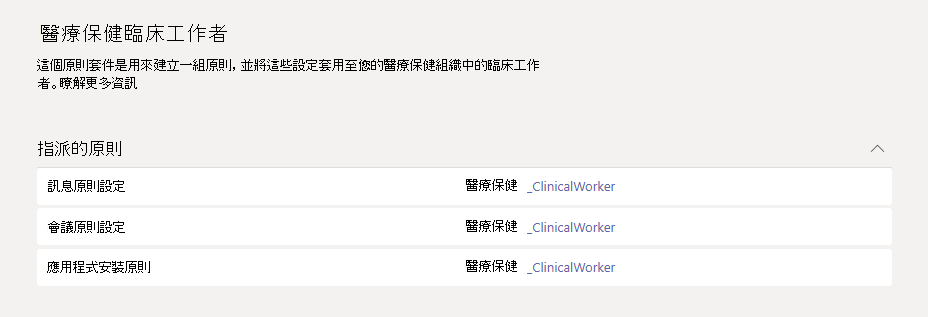 醫療保健臨床工作者
這個原則套件是用來建立一組原則，並將這些設定套用至您的醫療保健組織中的臨床工作
者。瞭解更多資訊
指派的原則
訊息原則設定 醫療保健 _ClinicalWorker
會議原則設定 醫療保健 _ClinicalWorker
應用程式安裝原則 醫療保健 _ClinicalWorker